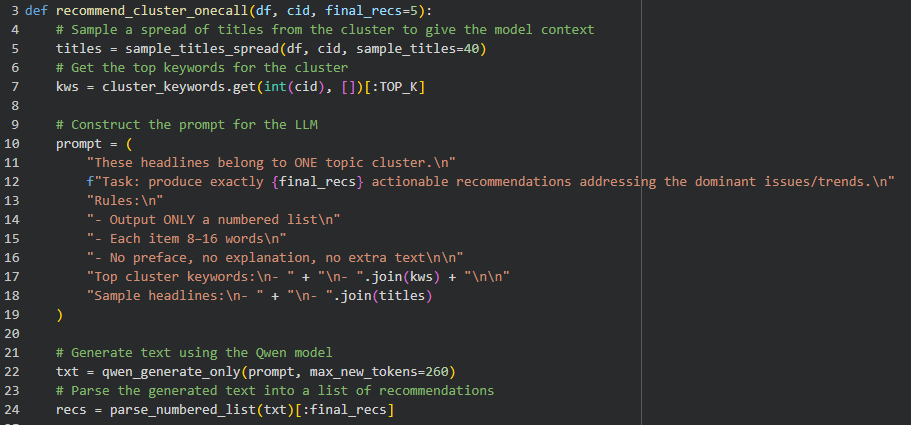 3 def recommend_cluster_onecall(df, cid, final_recs=5):
4     # Sample a spread of titles from the cluster to give the model context
5     titles = sample_titles_spread(df, cid, sample_titles=40)
6     # Get the top keywords for the cluster
7     kws = cluster_keywords.get(int(cid), [])[:TOP_K]
8
9     # Construct the prompt for the LLM
10     prompt = (
11         "These headlines belong to ONE topic cluster.\n"
12         f"Task: produce exactly {final_recs} actionable recommendations addressing the dominant issues/trends.\n"
13         "Rules:\n"
14         "- Output ONLY a numbered list\n"
15         "- Each item 8–16 words\n"
16         "- No preface, no explanation, no extra text\n\n"
17         "Top cluster keywords:\n- " + "\n- ".join(kws) + "\n\n"
18         "Sample headlines:\n- " + "\n- ".join(titles)
19     )
20
21     # Generate text using the Qwen model
22     txt = qwen_generate_only(prompt, max_new_tokens=260)
23     # Parse the generated text into a list of recommendations
24     recs = parse_numbered_list(txt)[:final_recs]